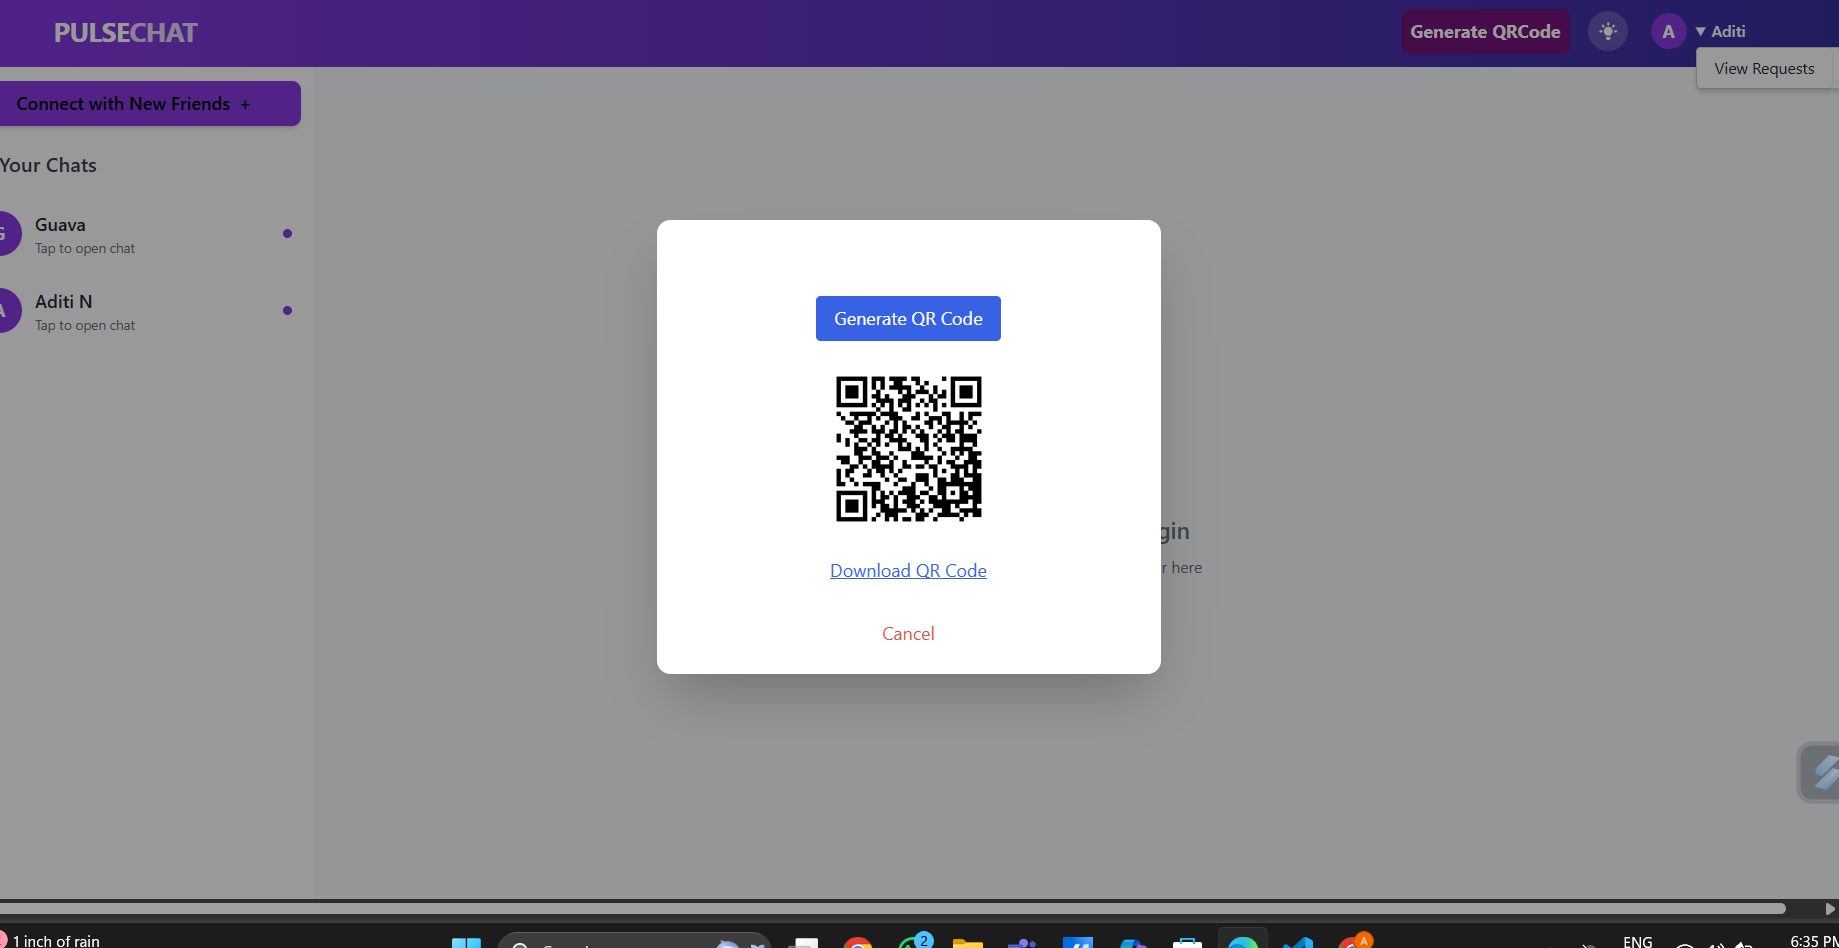 PULSECHAT
Generate QRCode
A
▼ Aditi
View Requests
Connect with New Friends +
Your Chats
Guava
Tap to open chat
Aditi N
Tap to open chat
Generate QR Code
Download QR Code
Cancel
gin
r here
1 inch of rain
2
A
ENG
6:35 PM